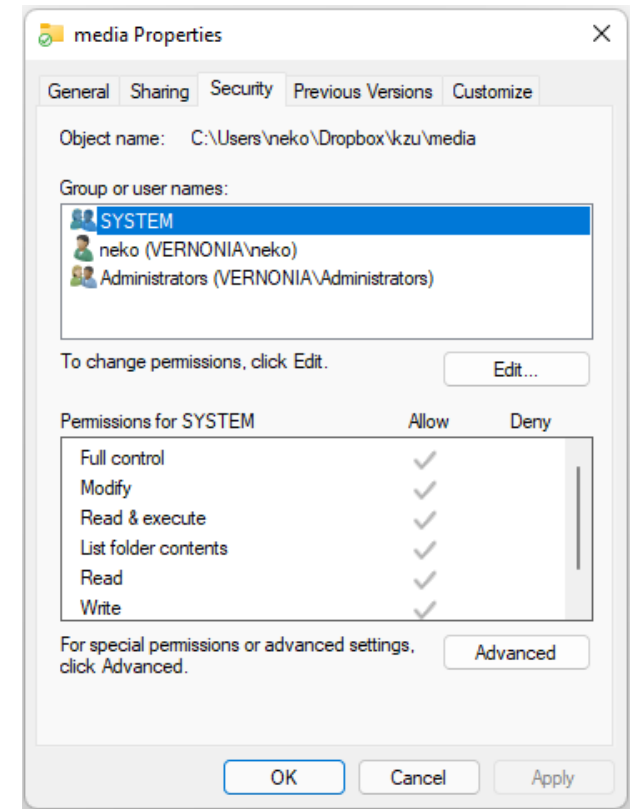 media Properties
General Sharing Security Previous Versions Customize
Object name: C:\Users\neko\Dropbox\kzu\media
Group or user names:
SYSTEM
neko (VERNONIA\neko)
Administrators (VERNONIA\Administrators)
To change permissions, click Edit.
Edit...
Permissions for SYSTEM Allow Deny
Full control
Modify
Read & execute
List folder contents
Read
Write
For special permissions or advanced settings,
click Advanced.
Advanced
OK Cancel Apply